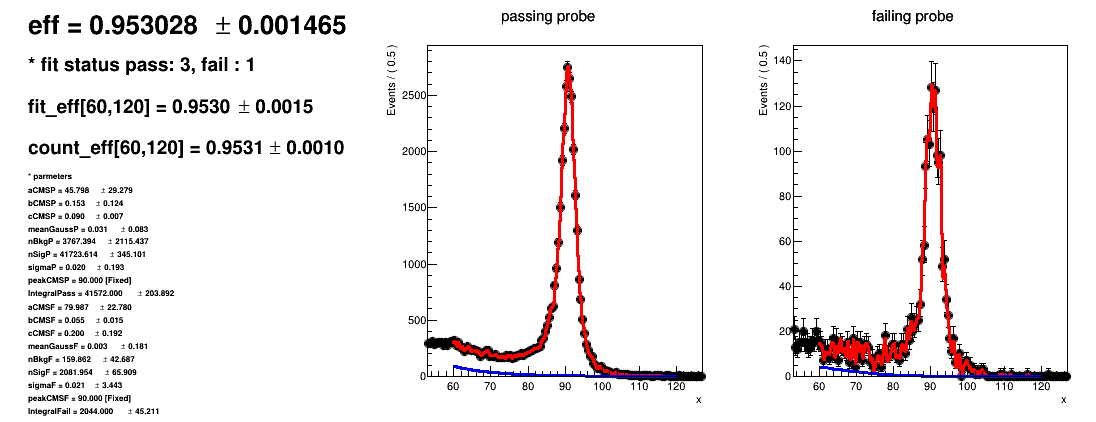 eff = 0.953028 ± 0.001465
* fit status pass: 3, fail : 1
fit_eff[60,120] = 0.9530 ± 0.0015
count_eff[60,120] = 0.9531 ± 0.0010
* parmeters
aCMSP = 45.798 ± 29.279
bCMSP = 0.153 ± 0.124
cCMSP = 0.090 ± 0.007
meanGaussP = 0.031 ± 0.083
nBkgP = 3767.394 ± 2115.437
nSigP = 41723.614 ± 345.101
sigmaP = 0.020 ± 0.193
peakCMSP = 90.000 [Fixed]
IntegralPass = 41572.000 ± 203.892
aCMSF = 79.987 ± 22.780
bCMSF = 0.055 ± 0.015
cCMSF = 0.200 ± 0.192
meanGaussF = 0.003 ± 0.181
nBkgF = 159.862 ± 42.687
nSigF = 2081.954 ± 65.909
sigmaF = 0.021 ± 3.443
peakCMSF = 90.000 [Fixed]
IntegralFail = 2044.000 ± 45.211
passing probe
Events / ( 0.5 )
2500
2000
1500
1000
500
0
60 70 80 90 100 110 120
x
failing probe
Events / ( 0.5 )
140
120
100
80
60
40
20
0
60 70 80 90 100 110 120
x